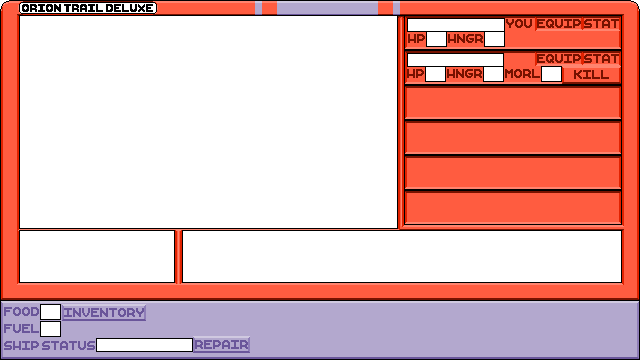 ORION TRAIL DELUXE
YOU EQUIP STAT
HP HNGR
EQUIP STAT
HP HNGR MORL KILL
FOOD INVENTORY
FUEL
SHIP STATUS REPAIR